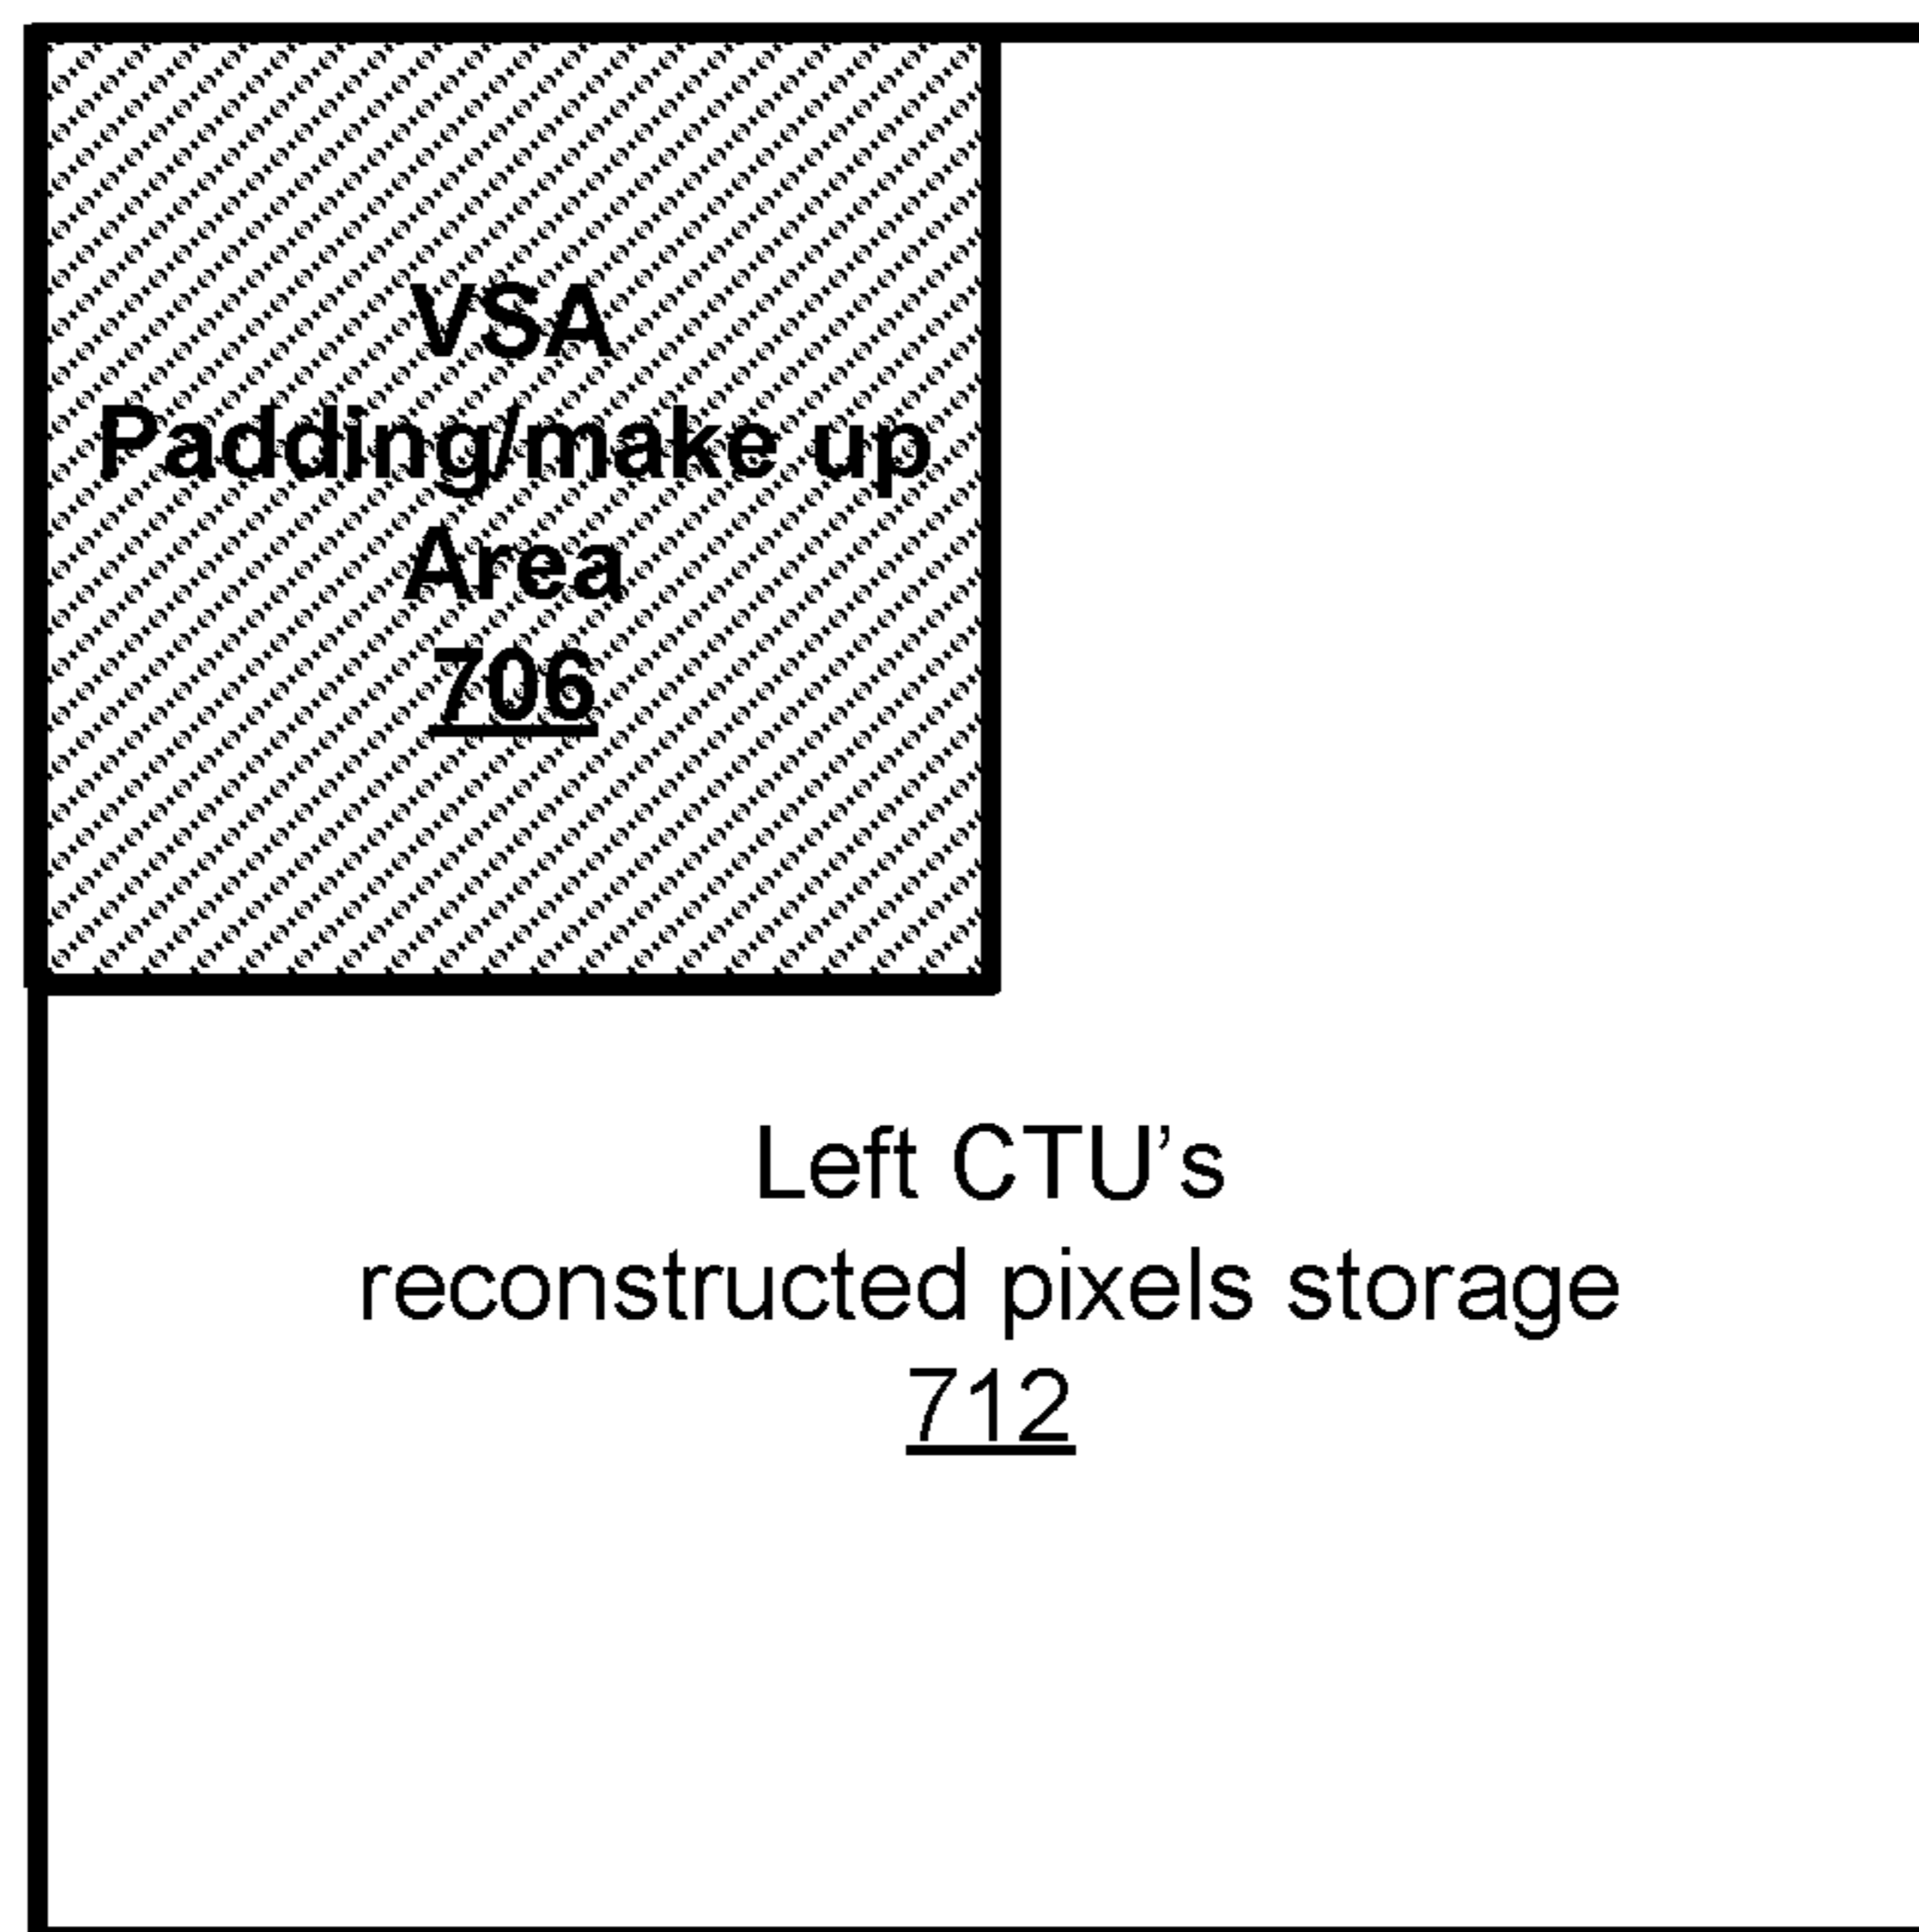 VSA
Padding/make up
Area
706
Left CTU’s
reconstructed pixels storage
712